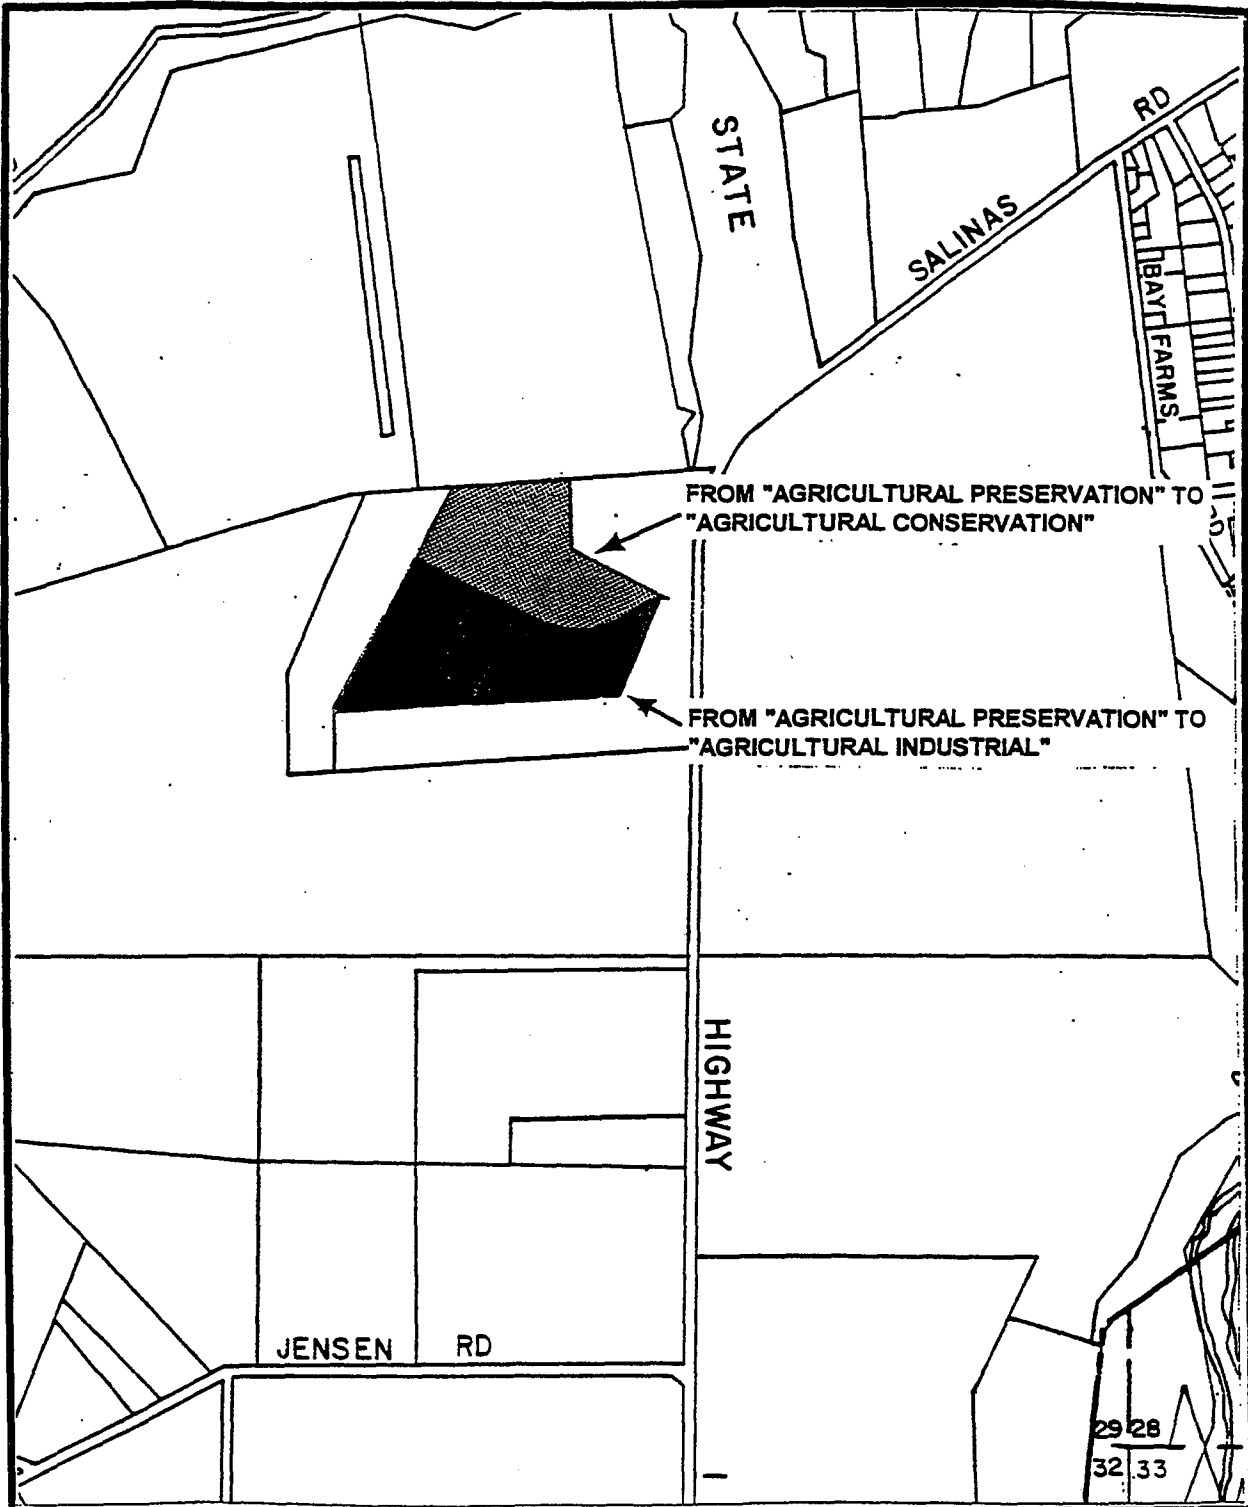 RD
STATE
SALINAS
BAY FARMS
FROM "AGRICULTURAL PRESERVATION" TO
"AGRICULTURAL CONSERVATION"
FROM "AGRICULTURAL PRESERVATION" TO
"AGRICULTURAL INDUSTRIAL"
HIGHWAY
JENSEN RD
29 28
32 33